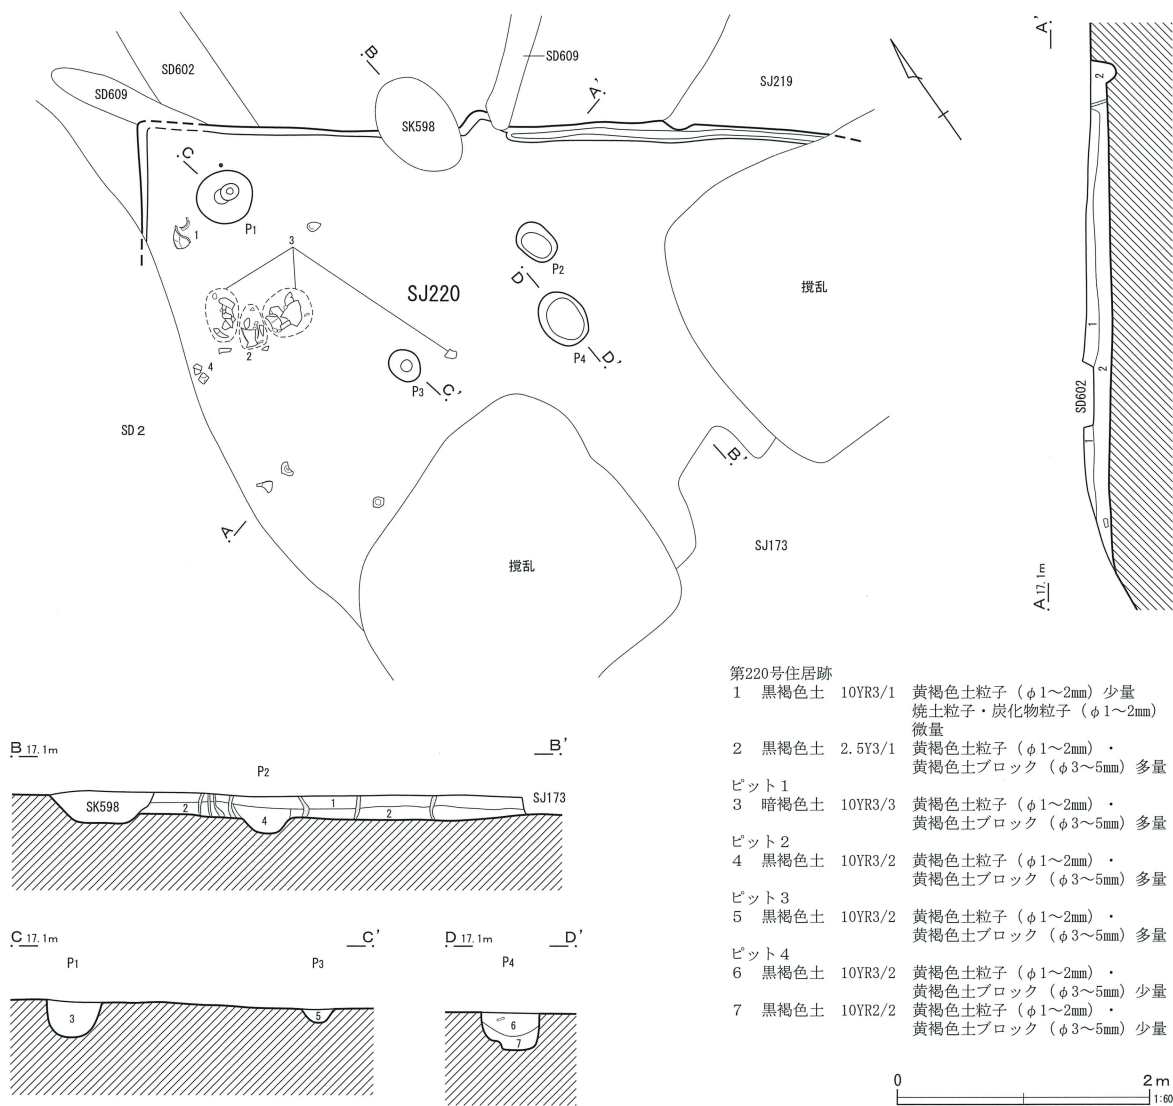 SD602
SD609
SD609
SJ219
B
A'
SK598
C
P1
1
3
P2
SJ220
D
攪乱
2
4
P4
D'
P3
C'
SD2
B'
A
SJ173
攪乱
A'
2
1
2
SD602
1
A 17.1m
第220号住居跡
1 黒褐色土 10YR3/1 黄褐色土粒子（φ1～2㎜）少量
焼土粒子・炭化物粒子（φ1～2㎜）
微量
2 黒褐色土 2.5Y3/1 黄褐色土粒子（φ1～2㎜）・
黄褐色土ブロック（φ3～5㎜）多量
ピット1
3 暗褐色土 10YR3/3 黄褐色土粒子（φ1～2㎜）・
黄褐色土ブロック（φ3～5㎜）多量
ピット2
4 黒褐色土 10YR3/2 黄褐色土粒子（φ1～2㎜）・
黄褐色土ブロック（φ3～5㎜）多量
ピット3
5 黒褐色土 10YR3/2 黄褐色土粒子（φ1～2㎜）・
黄褐色土ブロック（φ3～5㎜）多量
ピット4
6 黒褐色土 10YR3/2 黄褐色土粒子（φ1～2㎜）・
黄褐色土ブロック（φ3～5㎜）少量
7 黒褐色土 10YR2/2 黄褐色土粒子（φ1～2㎜）・
黄褐色土ブロック（φ3～5㎜）少量
B 17.1m B'
P2
SK598 2 4 1 2 SJ173
C 17.1m C'
P1 P3
3 5
D 17.1m D'
P4
6
7
0 2m
1:60